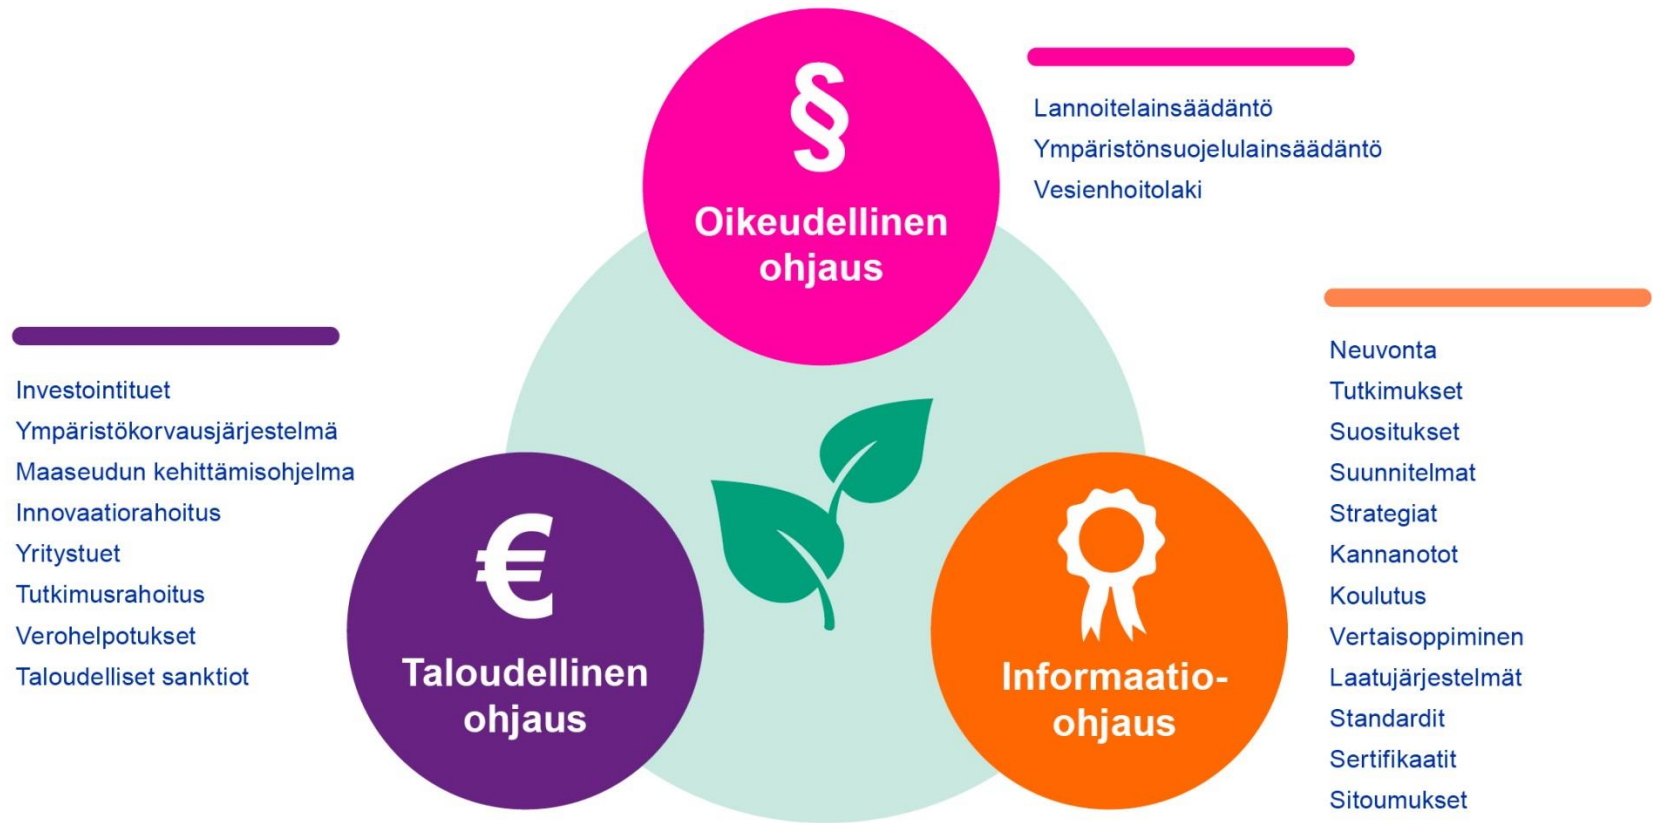 §
Oikeudellinen
ohjaus
Lannoitelainsäädäntö
Ympäristönsuojelulainsäädäntö
Vesienhoitolaki
€
Taloudellinen
ohjaus
Investointituet
Ympäristökorvausjärjestelmä
Maaseudun kehittämisohjelma
Innovaatiorahoitus
Yritystuet
Tutkimusrahoitus
Verohelpotukset
Taloudelliset sanktiot
Informaatio-
ohjaus
Neuvonta
Tutkimukset
Suositukset
Suunnitelmat
Strategiat
Kannanotot
Koulutus
Vertaisoppiminen
Laatujärjestelmät
Standardit
Sertifikaatit
Sitoumukset